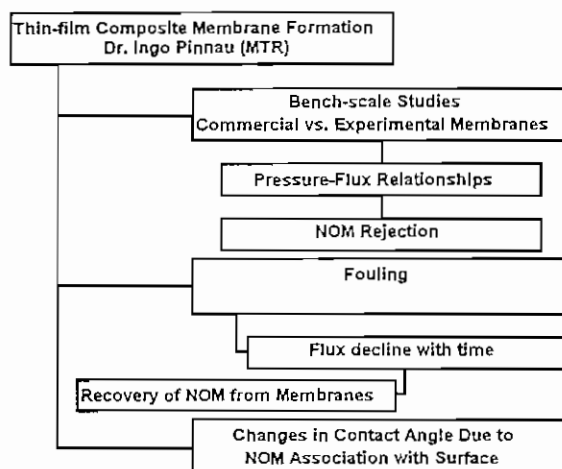 Thin-film Composite Membrane Formation
Dr. Ingo Pinnau (MTR)
Bench-scale Studies
Commercial vs. Experimental Membranes
Pressure-Flux Relationships
NOM Rejection
Fouling
Flux decline with time
Recovery of NOM from Membranes
Changes in Contact Angle Due to
NOM Association with Surface